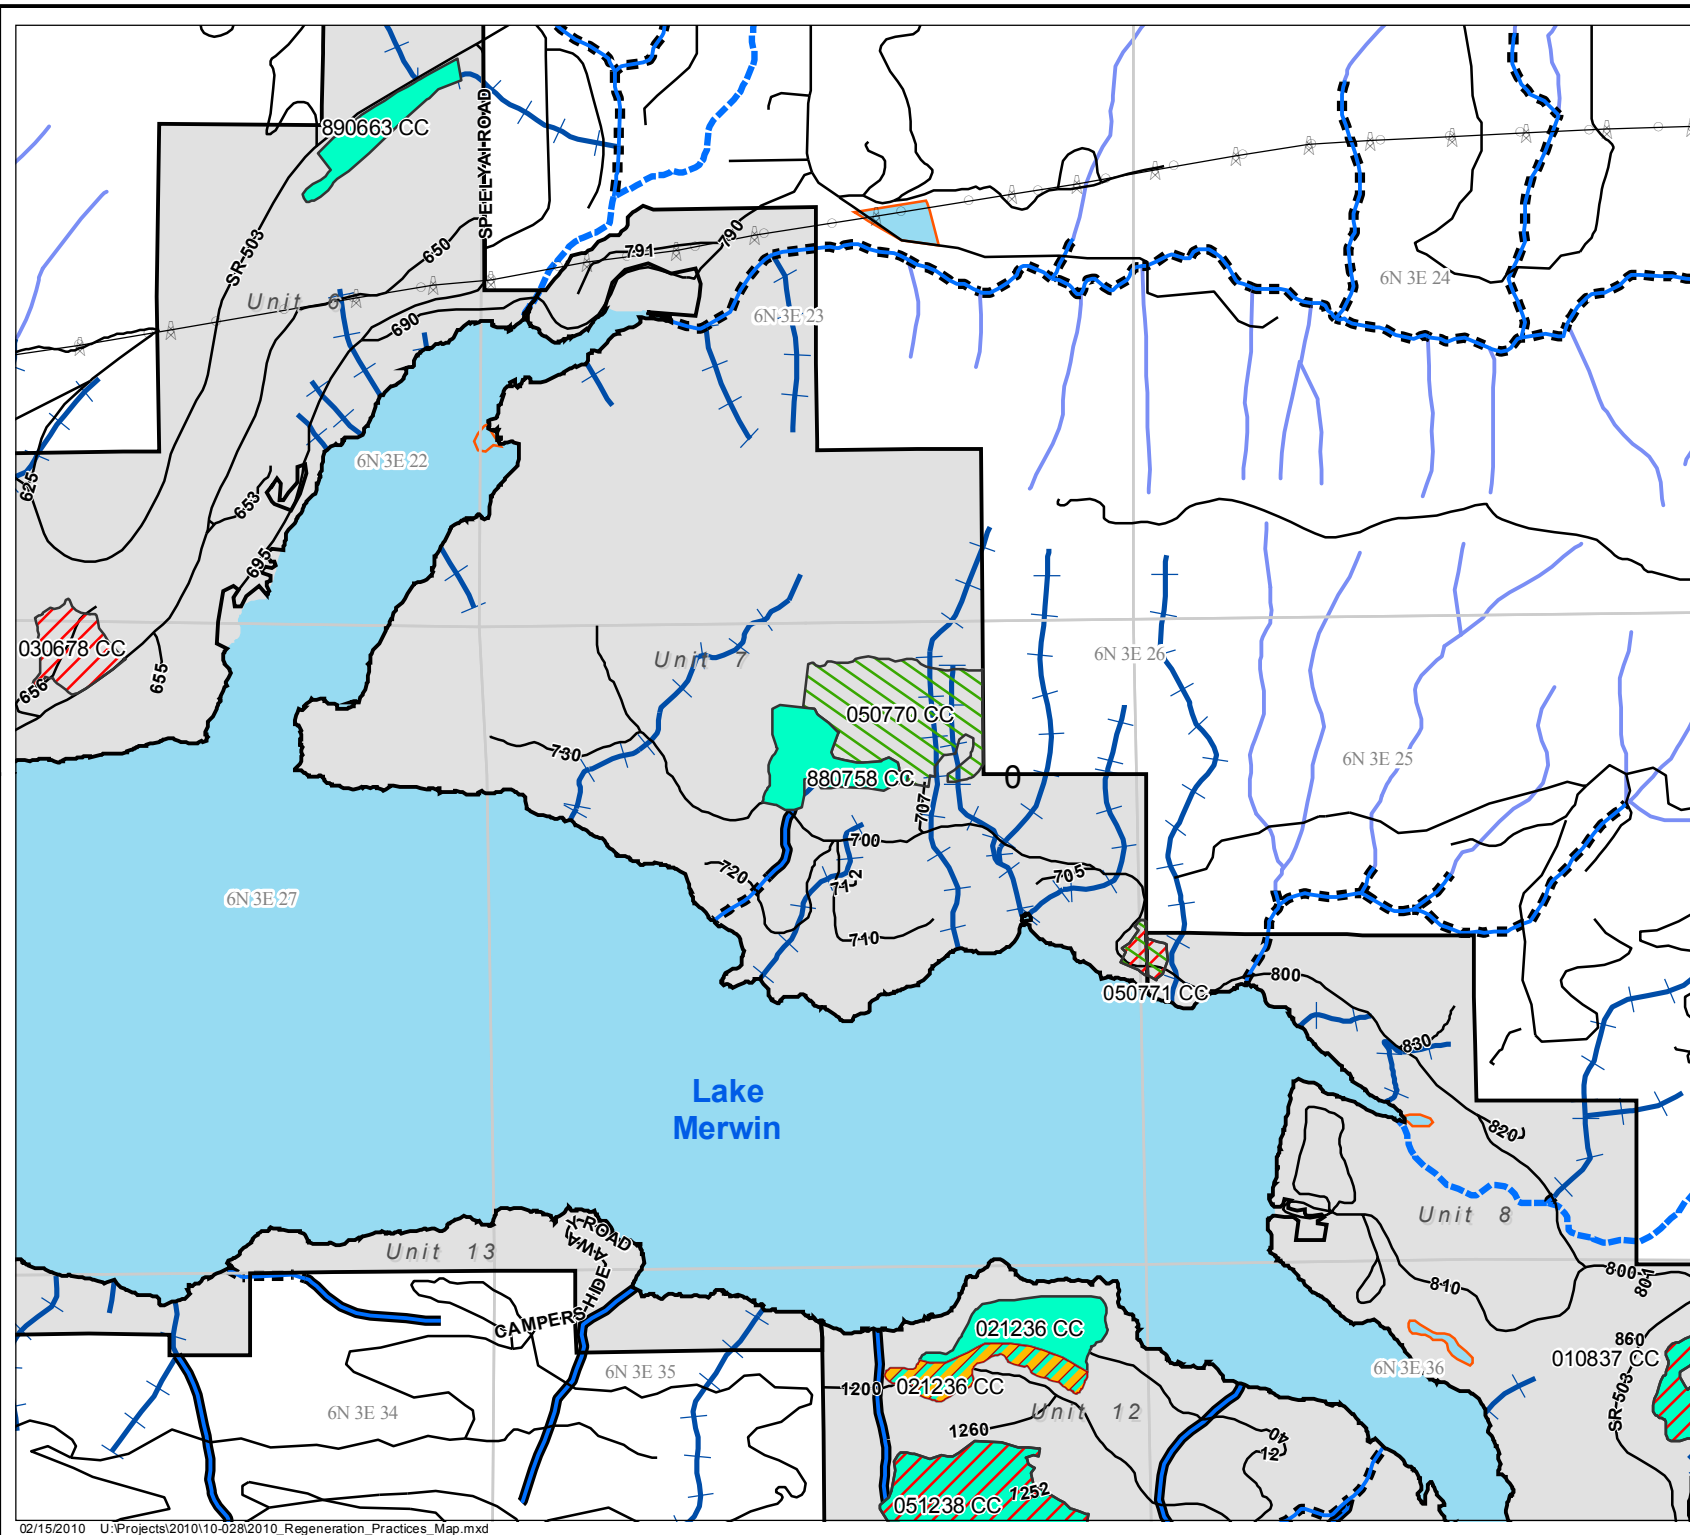 890663 CC
SPEELYAI ROAD
SR-503
650
791
790
Unit 6
690
6N 3E 23
6N 3E 24
6N 3E 22
625
653
695
030678 CC
656
655
Unit 7
6N 3E 26
050770 CC
730
880758 CC
0
6N 3E 25
707
700
720
712
705
6N 3E 27
710
050771 CC
800
830
Lake
Merwin
820
Unit 8
Unit 13
Y ROAD
AWA
CAMPERS HIDE
800
801
810
021236 CC
860
010837 CC
6N 3E 35
6N 3E 36
1200
021236 CC
6N 3E 34
Unit 12
SR-503
1260
40
12
1252
051238 CC
02/15/2010 U:\Projects\2010\10-028\2010_Regeneration_Practices_Map.mxd